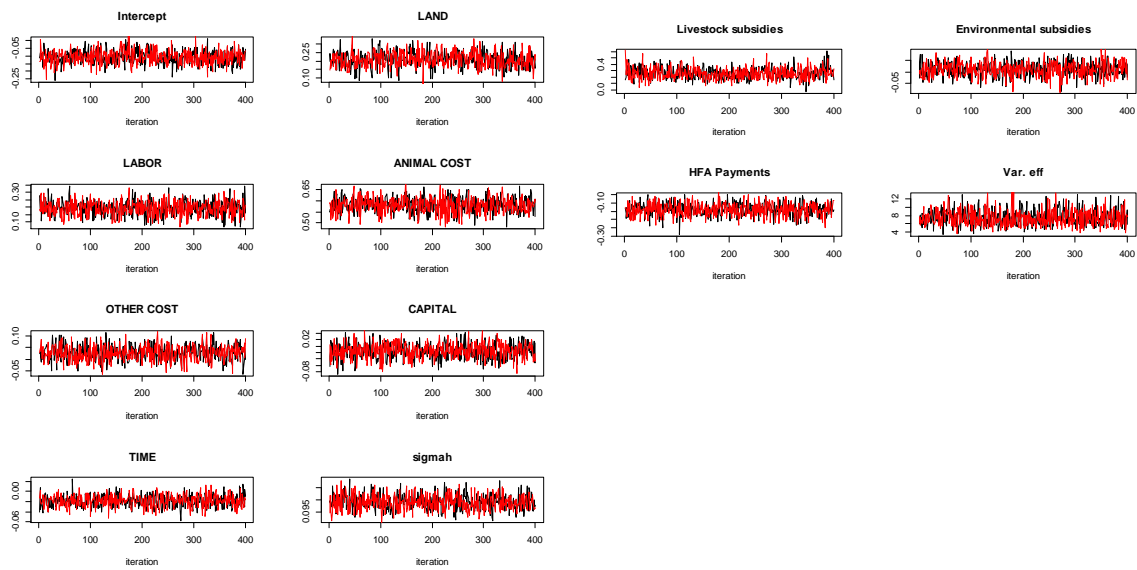 Intercept
-0.25 -0.05
0 100 200 300 400
iteration
LAND
0.10 0.25
0 100 200 300 400
iteration
LABOR
0.10 0.30
0 100 200 300 400
iteration
ANIMAL COST
0.50 0.65
0 100 200 300 400
iteration
OTHER COST
-0.05 0.10
0 100 200 300 400
iteration
CAPITAL
-0.08 0.02
0 100 200 300 400
iteration
TIME
-0.06 0.00
0 100 200 300 400
iteration
sigmah
0.095
0 100 200 300 400
iteration
Livestock subsidies
0.0 0.4
0 100 200 300 400
iteration
Environmental subsidies
-0.05 0.05
0 100 200 300 400
iteration
HFA Payments
-0.30 -0.10
0 100 200 300 400
iteration
Var. eff
4 8 12
0 100 200 300 400
iteration